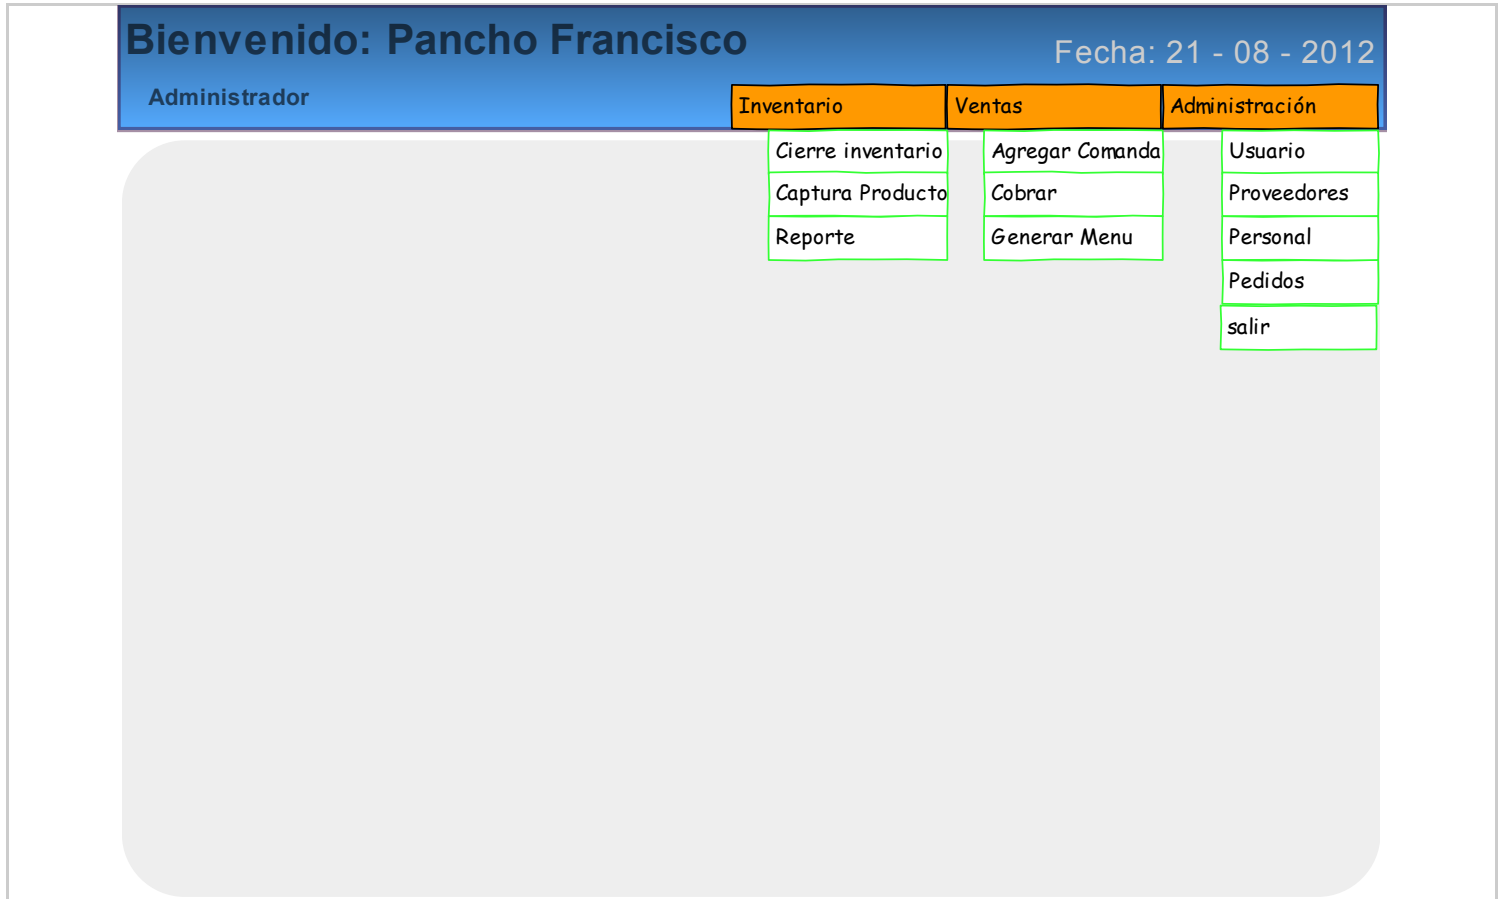 Bienvenido: Pancho Francisco
Fecha: 21 - 08 - 2012
Administrador
Inventario
Ventas
Administración
Cierre inventario
Agregar Comanda
Usuario
Captura Producto
Cobrar
Proveedores
Reporte
Generar Menu
Personal
Pedidos
salir